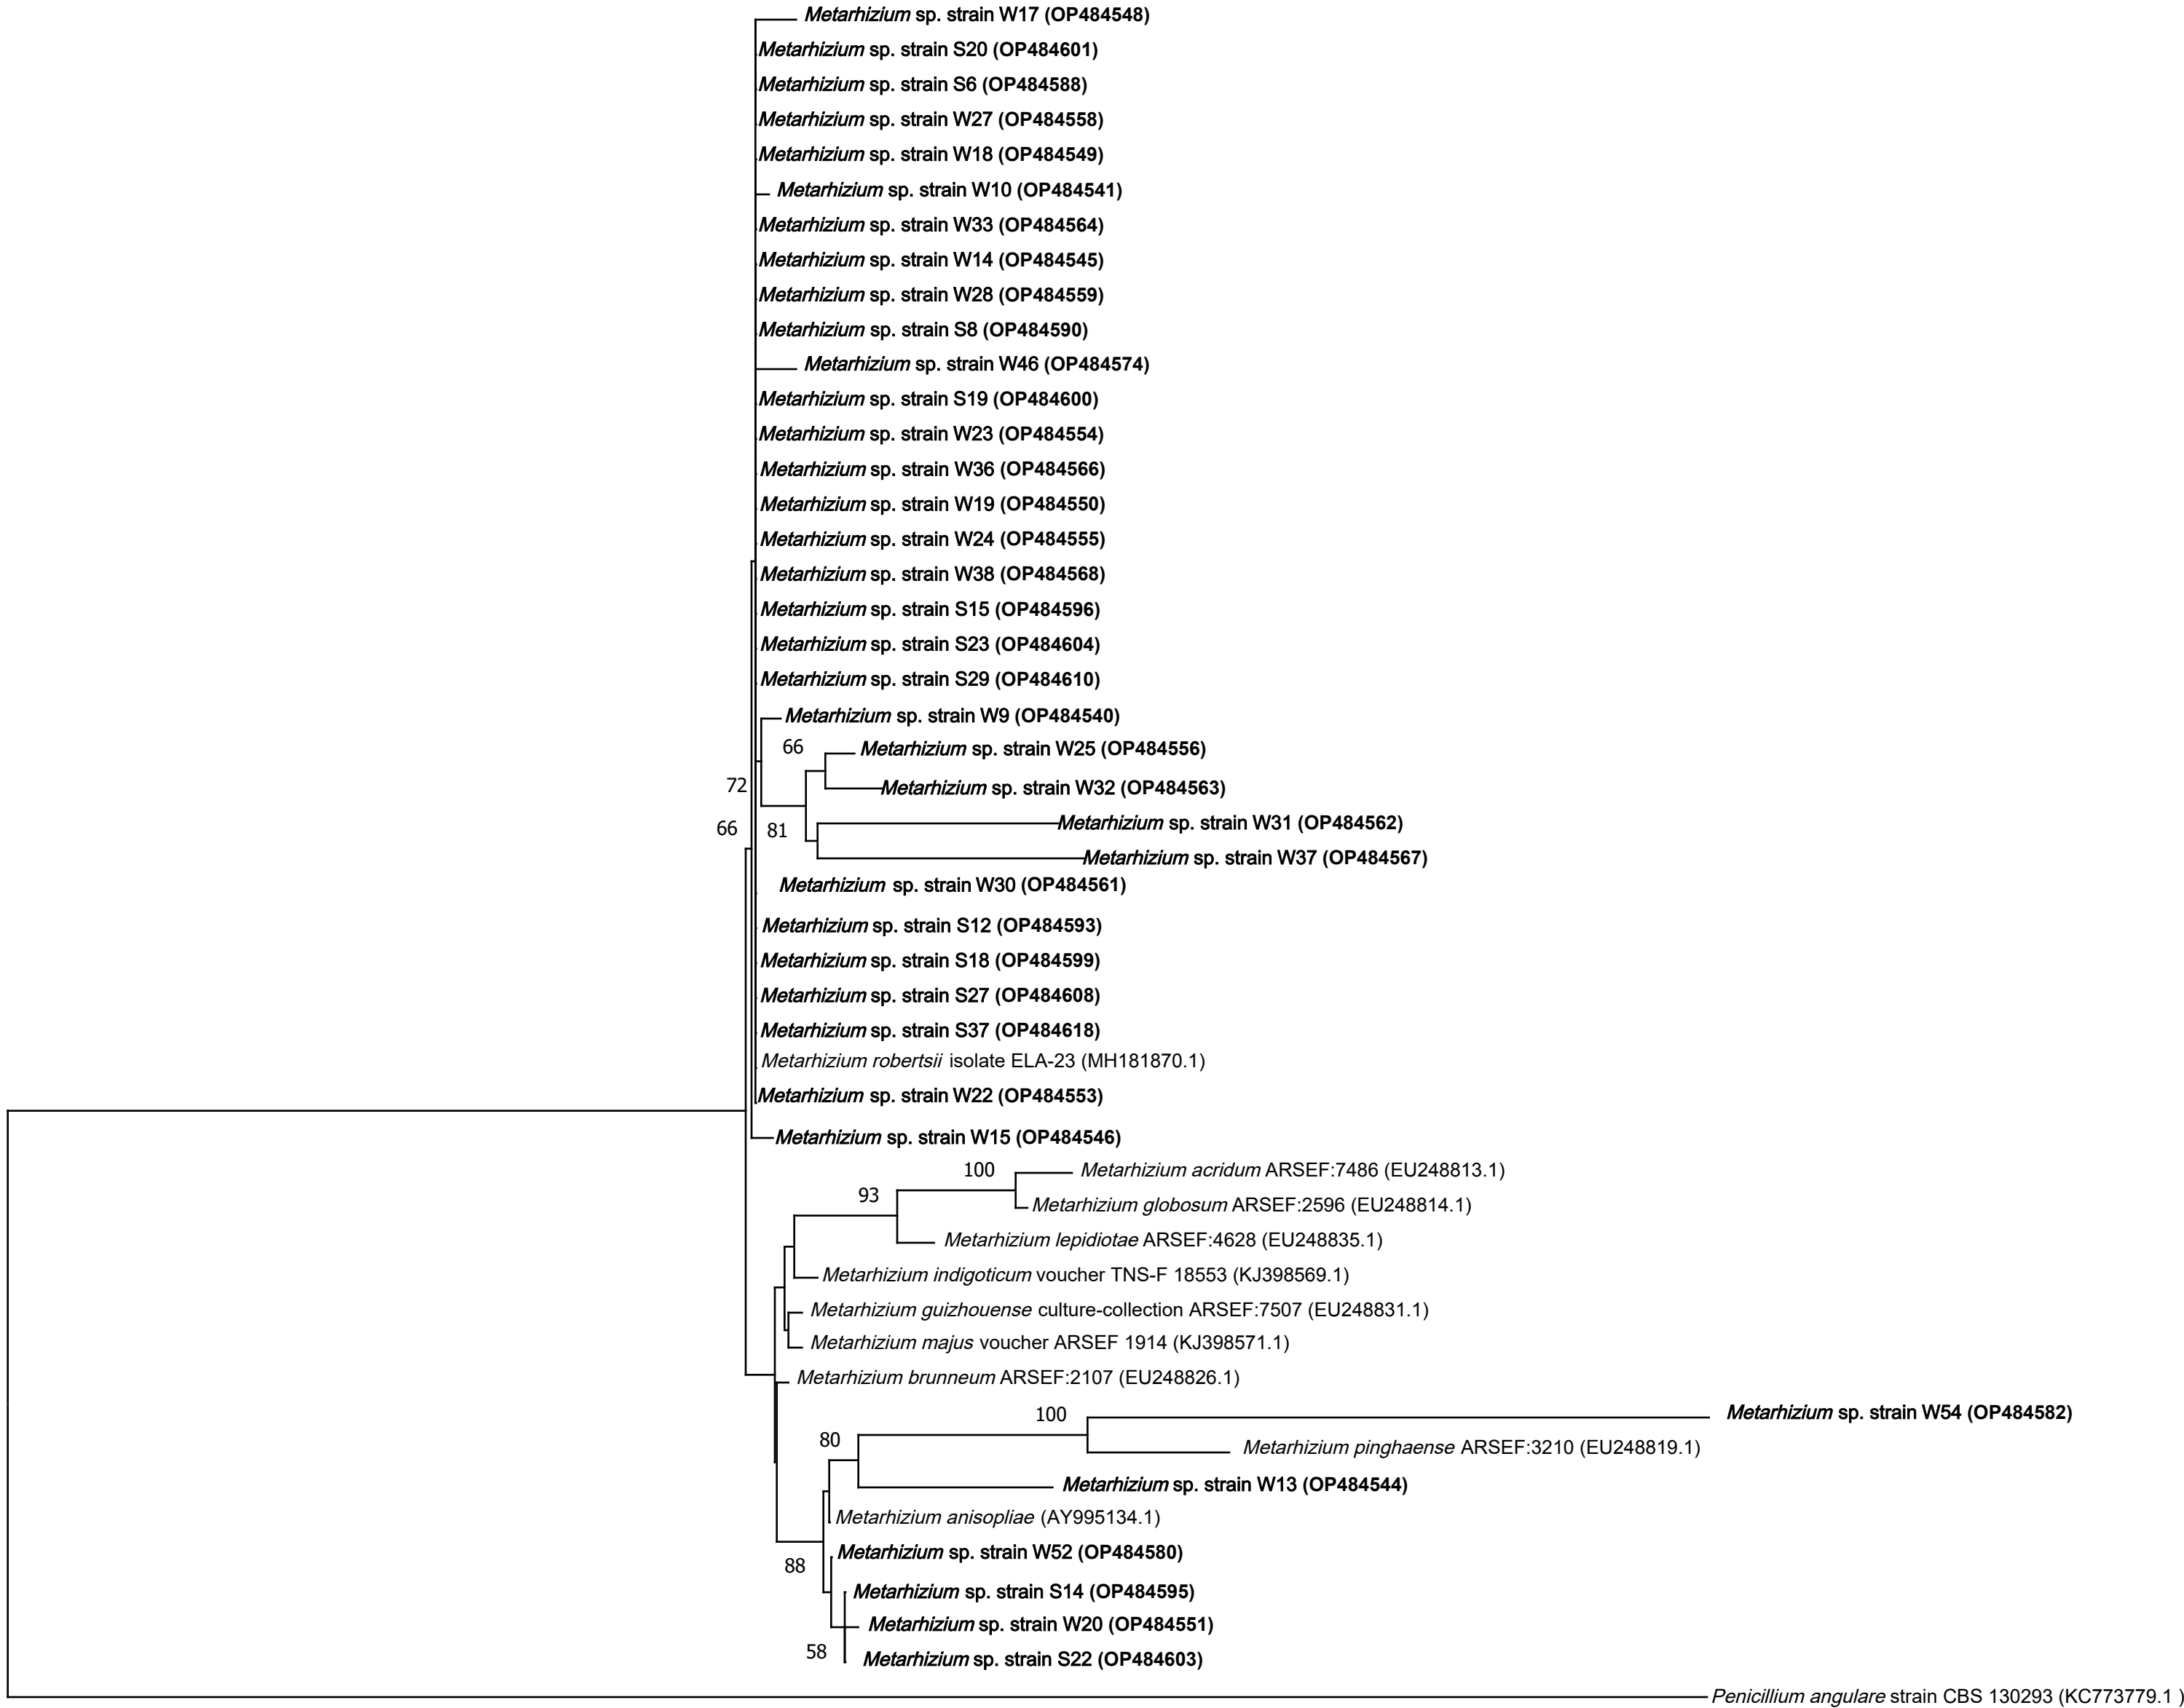 Metarhizium sp. strain W17 (OP484548)
Metarhizium sp. strain S20 (OP484601)
Metarhizium sp. strain S6 (OP484588)
Metarhizium sp. strain W27 (OP484558)
Metarhizium sp. strain W18 (OP484549)
Metarhizium sp. strain W10 (OP484541)
Metarhizium sp. strain W33 (OP484564)
Metarhizium sp. strain W14 (OP484545)
Metarhizium sp. strain W28 (OP484559)
Metarhizium sp. strain S8 (OP484590)
Metarhizium sp. strain W46 (OP484574)
Metarhizium sp. strain S19 (OP484600)
Metarhizium sp. strain W23 (OP484554)
Metarhizium sp. strain W36 (OP484566)
Metarhizium sp. strain W19 (OP484550)
Metarhizium sp. strain W24 (OP484555)
Metarhizium sp. strain W38 (OP484568)
Metarhizium sp. strain S15 (OP484596)
Metarhizium sp. strain S23 (OP484604)
Metarhizium sp. strain S29 (OP484610)
Metarhizium sp. strain W9 (OP484540)
66
Metarhizium sp. strain W25 (OP484556)
72
Metarhizium sp. strain W32 (OP484563)
66
81
Metarhizium sp. strain W31 (OP484562)
Metarhizium sp. strain W37 (OP484567)
Metarhizium sp. strain W30 (OP484561)
Metarhizium sp. strain S12 (OP484593)
Metarhizium sp. strain S18 (OP484599)
Metarhizium sp. strain S27 (OP484608)
Metarhizium sp. strain S37 (OP484618)
Metarhizium robertsii isolate ELA-23 (MH181870.1)
Metarhizium sp. strain W22 (OP484553)
Metarhizium sp. strain W15 (OP484546)
100
Metarhizium acridum ARSEF:7486 (EU248813.1)
93
Metarhizium globosum ARSEF:2596 (EU248814.1)
Metarhizium lepidiotae ARSEF:4628 (EU248835.1)
Metarhizium indigoticum voucher TNS-F 18553 (KJ398569.1)
Metarhizium guizhouense culture-collection ARSEF:7507 (EU248831.1)
Metarhizium majus voucher ARSEF 1914 (KJ398571.1)
Metarhizium brunneum ARSEF:2107 (EU248826.1)
100
Metarhizium sp. strain W54 (OP484582)
80
Metarhizium pinghaense ARSEF:3210 (EU248819.1)
Metarhizium sp. strain W13 (OP484544)
Metarhizium anisopliae (AY995134.1)
Metarhizium sp. strain W52 (OP484580)
88
Metarhizium sp. strain S14 (OP484595)
Metarhizium sp. strain W20 (OP484551)
58
Metarhizium sp. strain S22 (OP484603)
Penicillium angulare strain CBS 130293 (KC773779.1 )